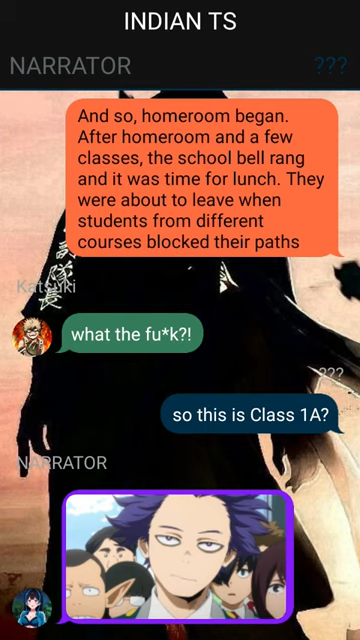 INDIAN TS
NARRATOR
???
And so, homeroom began.
After homeroom and a few
classes, the school bell rang
and it was time for lunch. They
were about to leave when
students from different
courses blocked their paths
Katsuki
what the fu*k?!
???
so this is Class 1A?
NARRATOR